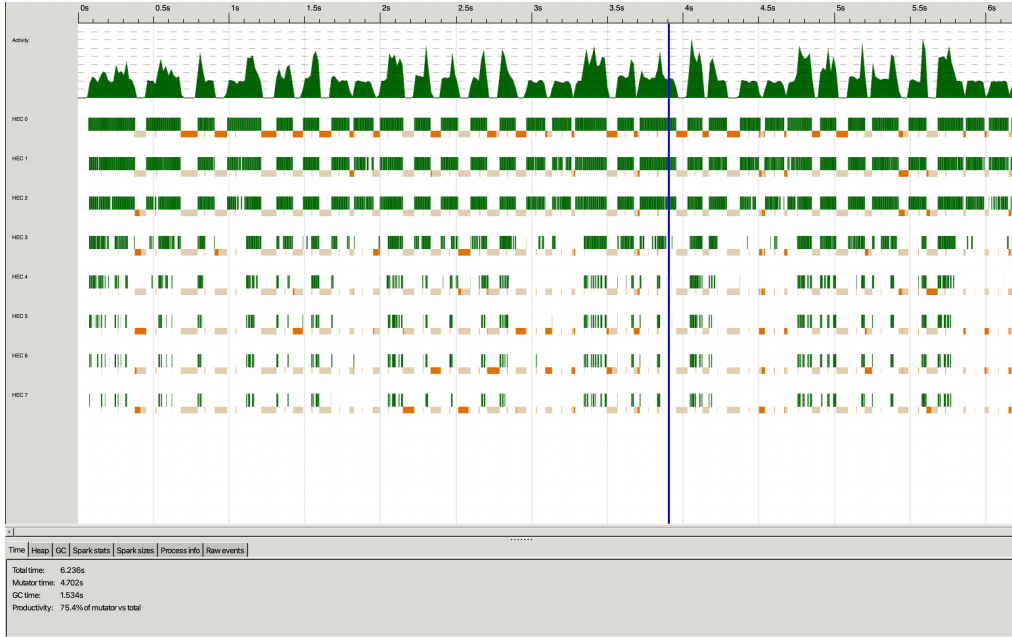 0s 0.5s 1s 1.5s 2s 2.5s 3s 3.5s 4s 4.5s 5s 5.5s 6s
Activity
HEC 0
HEC 1
HEC 2
HEC 3
HEC 4
HEC 5
HEC 6
HEC 7
Time Heap GC Spark stats Spark sizes Process info Raw events
Total time: 6.236s
Mutator time: 4.702s
GC time: 1.534s
Productivity: 75.4% of mutator vs total